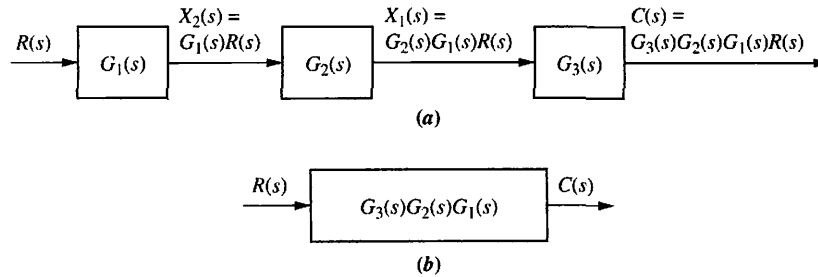 R(s)
G₁(s)
X₂(s) =
G₁(s)R(s)
G₂(s)
X₁(s) =
G₂(s)G₁(s)R(s)
G₃(s)
C(s) =
G₃(s)G₂(s)G₁(s)R(s)
(a)
R(s)
G₃(s)G₂(s)G₁(s)
C(s)
(b)